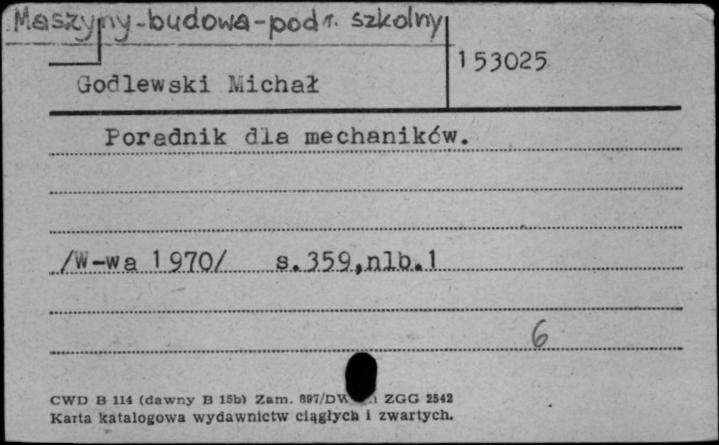 Maszyny-budowa-podr. szkolny
153025
Godlewski Michał
Poradnik dla mechaników.
/W-wa 1970/ s.359,nlb.1
6
CWD B 114 (dawny B 15b) Zam. 897/DW ZGG 2542
Karta katalogowa wydawnictw ciągłych i zwartych.